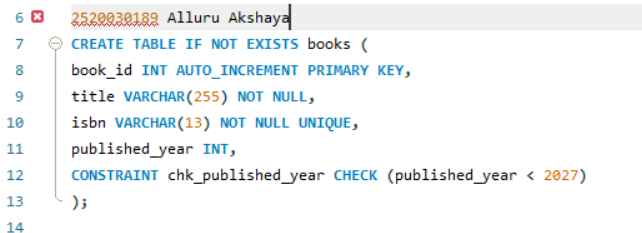 6 2520030189 Alluru Akshaya
7 CREATE TABLE IF NOT EXISTS books (
8 book_id INT AUTO_INCREMENT PRIMARY KEY,
9 title VARCHAR(255) NOT NULL,
10 isbn VARCHAR(13) NOT NULL UNIQUE,
11 published_year INT,
12 CONSTRAINT chk_published_year CHECK (published_year < 2027)
13 );
14